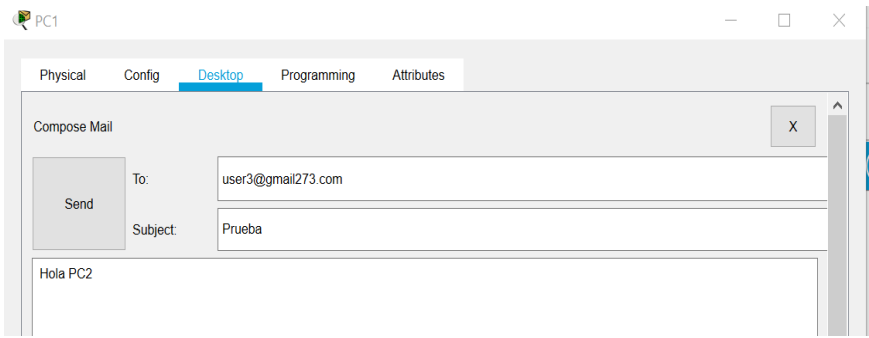 PC1
Physical Config Desktop Programming Attributes
Compose Mail X
Send
To: user3@gmail273.com
Subject: Prueba
Hola PC2